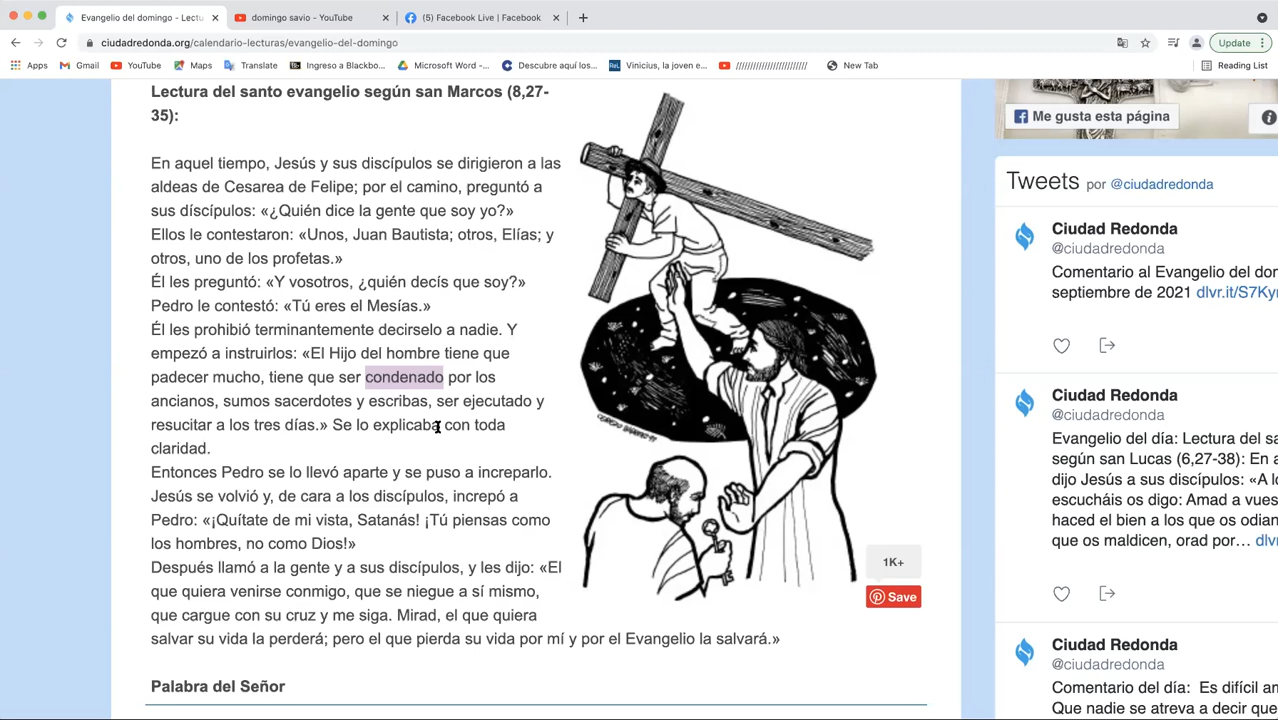 Evangelio del domingo - Lectu
domingo savio - YouTube
(5) Facebook Live | Facebook
ciudadredonda.org/calendario-lecturas/evangelio-del-domingo
Update
Apps
Gmail
YouTube
Maps
Translate
Ingreso a Blackbo...
Microsoft Word -...
Descubre aquí los...
Vinicius, la joven e...
////////////////////////
New Tab
Reading List
Lectura del santo evangelio según san Marcos (8,27-
35):
En aquel tiempo, Jesús y sus discípulos se dirigieron a las
aldeas de Cesarea de Felipe; por el camino, preguntó a
sus díscípulos: «¿Quién dice la gente que soy yo?»
Ellos le contestaron: «Unos, Juan Bautista; otros, Elías; y
otros, uno de los profetas.»
Él les preguntó: «Y vosotros, ¿quién decís que soy?»
Pedro le contestó: «Tú eres el Mesías.»
Él les prohibió terminantemente decirselo a nadie. Y
empezó a instruirlos: «El Hijo del hombre tiene que
padecer mucho, tiene que ser condenado por los
ancianos, sumos sacerdotes y escribas, ser ejecutado y
resucitar a los tres días.» Se lo explicaba con toda
claridad.
Entonces Pedro se lo llevó aparte y se puso a increparlo.
Jesús se volvió y, de cara a los discípulos, increpó a
Pedro: «¡Quítate de mi vista, Satanás! ¡Tú piensas como
los hombres, no como Dios!»
Después llamó a la gente y a sus discípulos, y les dijo: «El
que quiera venirse conmigo, que se niegue a sí mismo,
que cargue con su cruz y me siga. Mirad, el que quiera
salvar su vida la perderá; pero el que pierda su vida por mí y por el Evangelio la salvará.»
Palabra del Señor
1K+
Save
Me gusta esta página
Tweets por @ciudadredonda
Ciudad Redonda
@ciudadredonda
Comentario al Evangelio del do
septiembre de 2021 dlvr.it/S7Ky
Ciudad Redonda
@ciudadredonda
Evangelio del día: Lectura del sa
según san Lucas (6,27-38): En a
dijo Jesús a sus discípulos: «A lo
escucháis os digo: Amad a vues
haced el bien a los que os odian
que os maldicen, orad por... dlv
Ciudad Redonda
@ciudadredonda
Comentario del día: Es difícil am
Que nadie se atreva a decir que